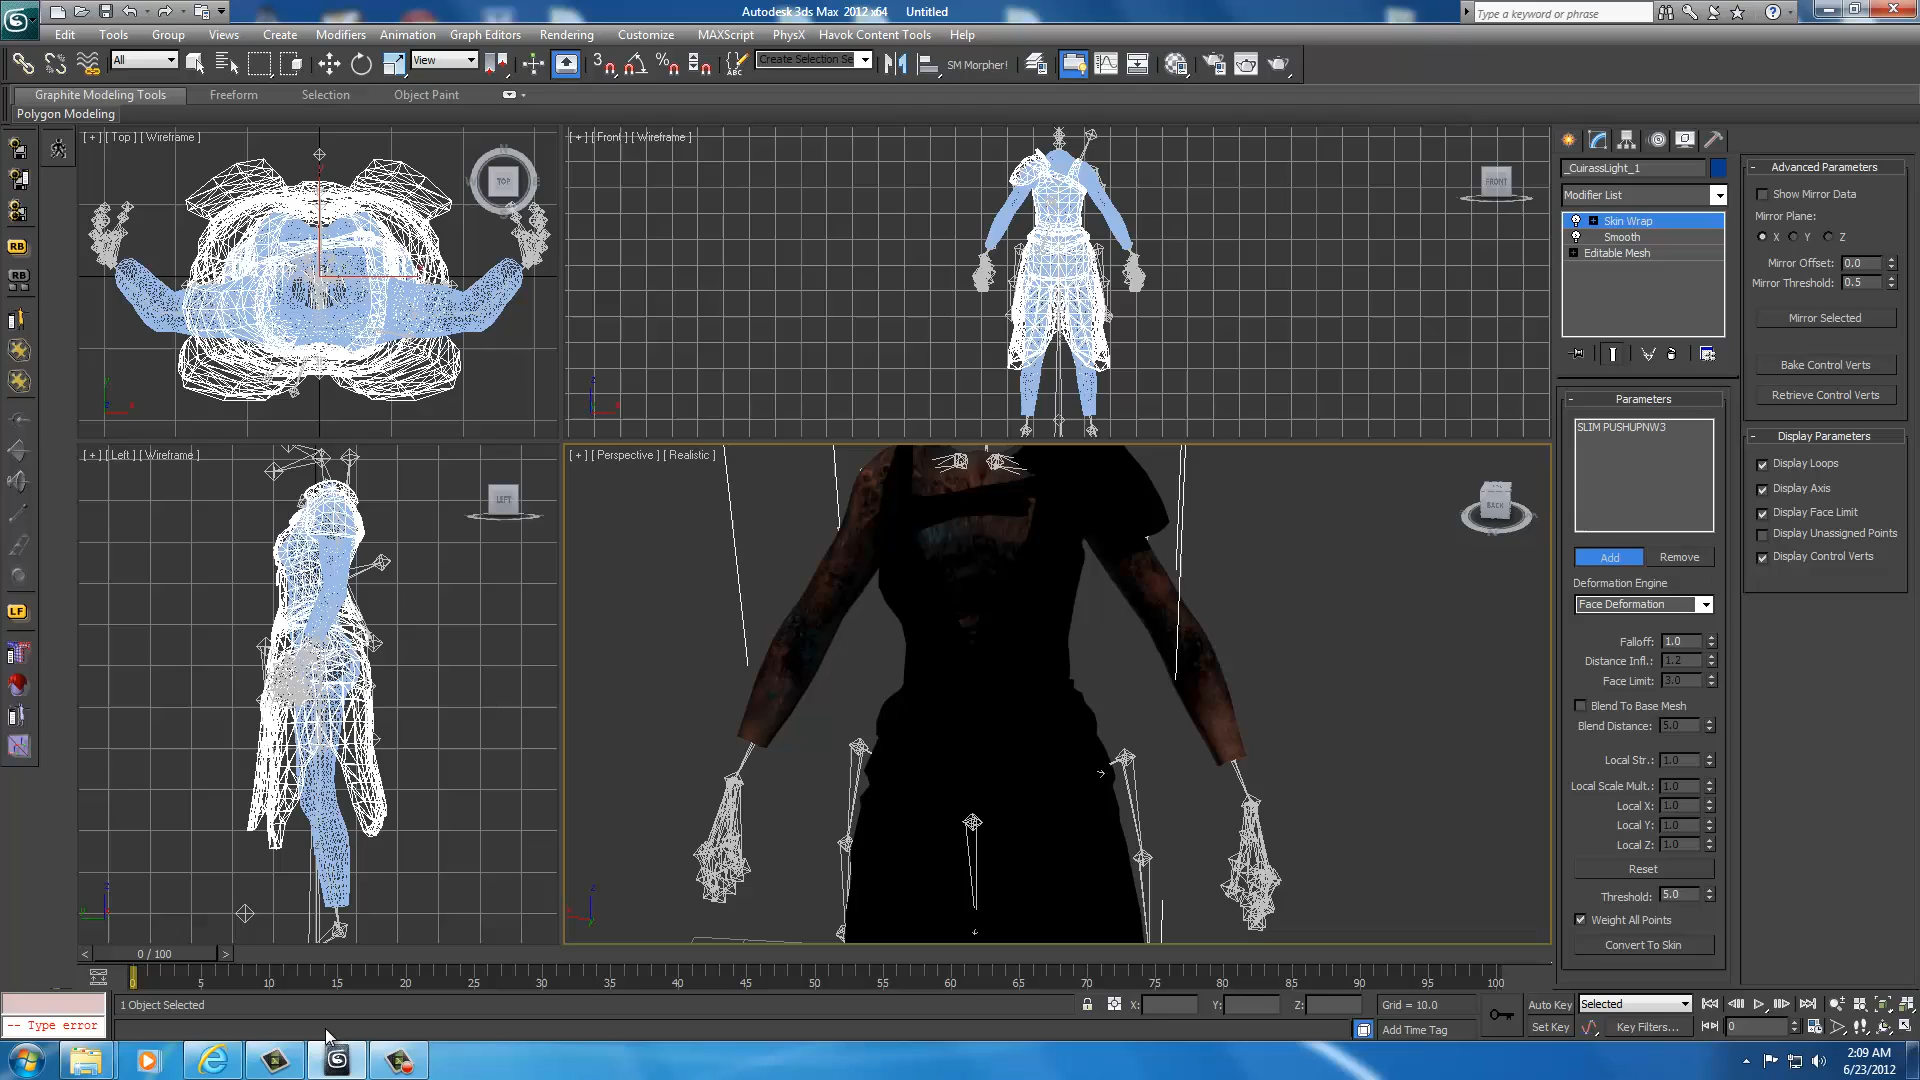 Autodesk 3ds Max 2012 x64 Untitled
Type a keyword or phrase
Edit Tools Group Views Create Modifiers Animation Graph Editors Rendering Customize MAXScript PhysX Havok Content Tools Help
All View 3 Create Selection Se SM Morpher!
Graphite Modeling Tools Freeform Selection Object Paint
Polygon Modeling
[ + ] [ Top ] [ Wireframe ]
TOP
[ + ] [ Front ] [ Wireframe ]
FRONT
[ + ] [ Left ] [ Wireframe ]
LEFT
[ + ] [ Perspective ] [ Realistic ]
BACK
RB
RB
LF
_CuirassLight_1
Modifier List
Skin Wrap
Smooth
Editable Mesh
Parameters
SLIM PUSHUPNW3
Add Remove
Deformation Engine
Face Deformation
Falloff: 1.0
Distance Infl.: 1.2
Face Limit: 3.0
Blend To Base Mesh
Blend Distance: 5.0
Local Str.: 1.0
Local Scale Mult.: 1.0
Local X: 1.0
Local Y: 1.0
Local Z: 1.0
Reset
Threshold: 5.0
Weight All Points
Convert To Skin
Advanced Parameters
Show Mirror Data
Mirror Plane:
X Y Z
Mirror Offset: 0.0
Mirror Threshold: 0.5
Mirror Selected
Bake Control Verts
Retrieve Control Verts
Display Parameters
Display Loops
Display Axis
Display Face Limit
Display Unassigned Points
Display Control Verts
< 0 / 100 >
0 5 10 15 20 25 30 35 40 45 50 55 60 65 70 75 80 85 90 95 100
-- Type error
1 Object Selected
X: Y: Z: Grid = 10.0
Add Time Tag
Auto Key Selected
Set Key Key Filters... 0
2:09 AM
6/23/2012